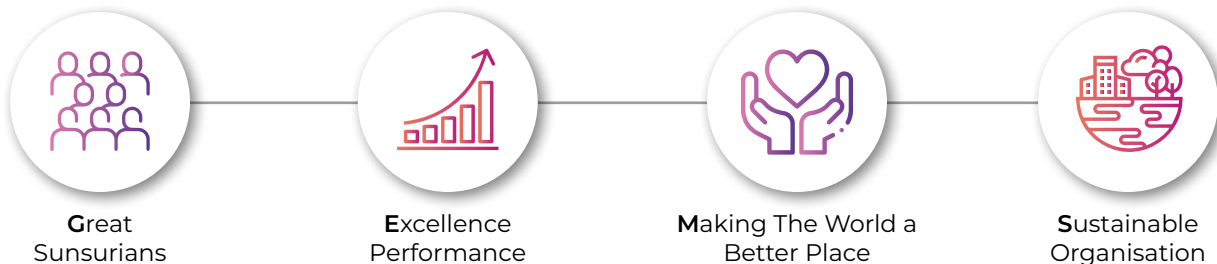 Great
Sunsurians
Excellence
Performance
Making The World a
Better Place
Sustainable
Organisation